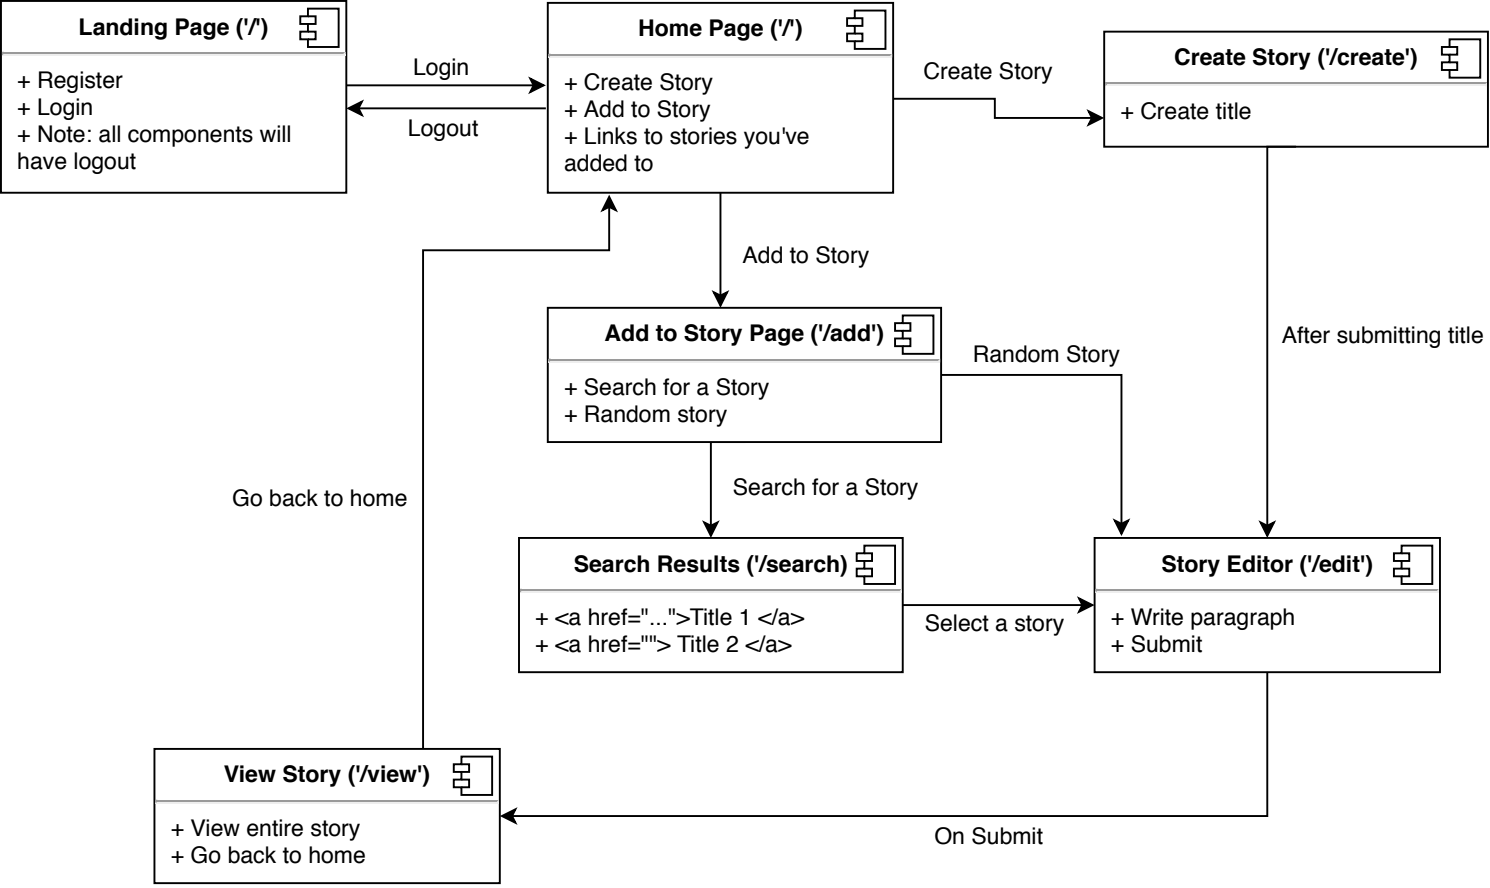 Landing Page ('/')
+ Register
+ Login
+ Note: all components will
have logout
Login
Logout
Home Page ('/')
+ Create Story
+ Add to Story
+ Links to stories you've
added to
Create Story
Create Story ('/create')
+ Create title
Add to Story
After submitting title
Add to Story Page ('/add')
+ Search for a Story
+ Random story
Random Story
Search for a Story
Go back to home
Search Results ('/search)
+ <a href="...">Title 1 </a>
+ <a href=""> Title 2 </a>
Select a story
Story Editor ('/edit')
+ Write paragraph
+ Submit
View Story ('/view')
+ View entire story
+ Go back to home
On Submit